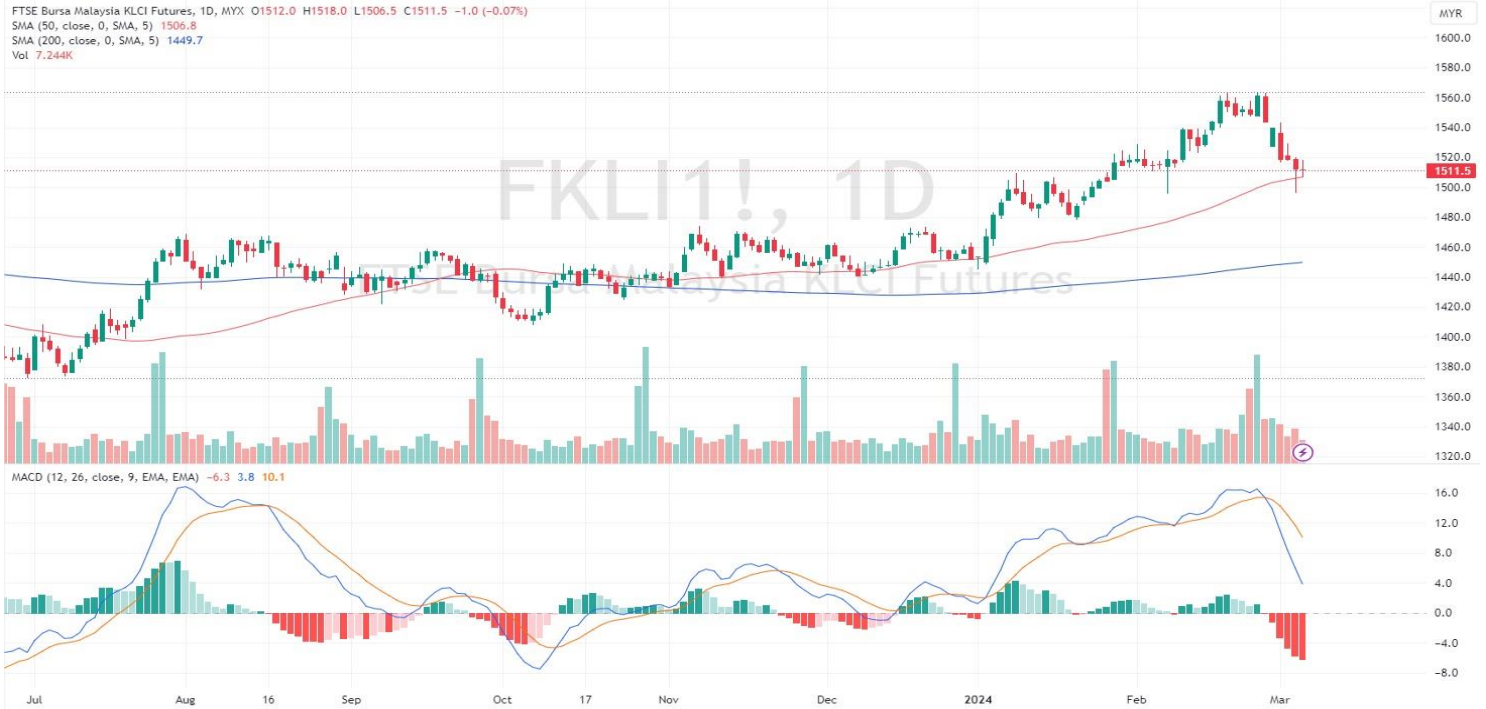 FTSE Bursa Malaysia KLCI Futures, 1D, MYX O1512.0 H1518.0 L1506.5 C1511.5 −1.0 (−0.07%)
SMA (50, close, 0, SMA, 5) 1506.8
SMA (200, close, 0, SMA, 5) 1449.7
Vol 7.244K
MYR
1600.0
1580.0
1560.0
1540.0
1520.0
1511.5
1500.0
1480.0
1460.0
1440.0
1420.0
1400.0
1380.0
1360.0
1340.0
1320.0
FKLI1!, 1D
FTSE Bursa Malaysia KLCI Futures
MACD (12, 26, close, 9, EMA, EMA) −6.3 3.8 10.1
16.0
12.0
8.0
4.0
0.0
−4.0
−8.0
Jul Aug 16 Sep Oct 17 Nov Dec 2024 Feb Mar